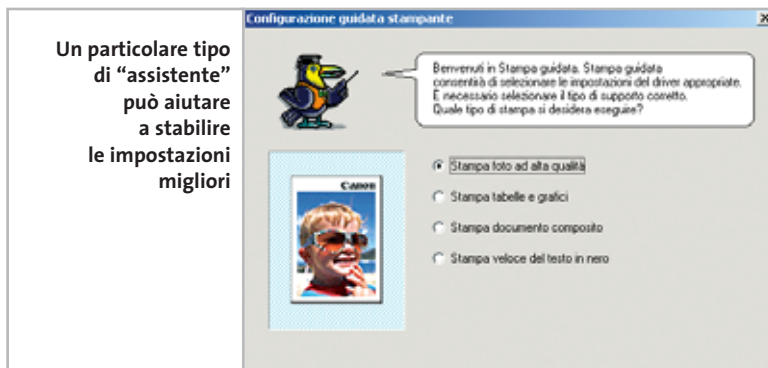 Configurazione guidata stampante
Un particolare tipo
di “assistente”
può aiutare
a stabilire
le impostazioni
migliori
Benvenuti in Stampa guidata. Stampa guidata
consentirà di selezionare le impostazioni del driver appropriate.
È necessario selezionare il tipo di supporto corretto.
Quale tipo di stampa si desidera eseguire?
Canon
Stampa foto ad alta qualità
Stampa tabelle e grafici
Stampa documento composito
Stampa veloce del testo in nero